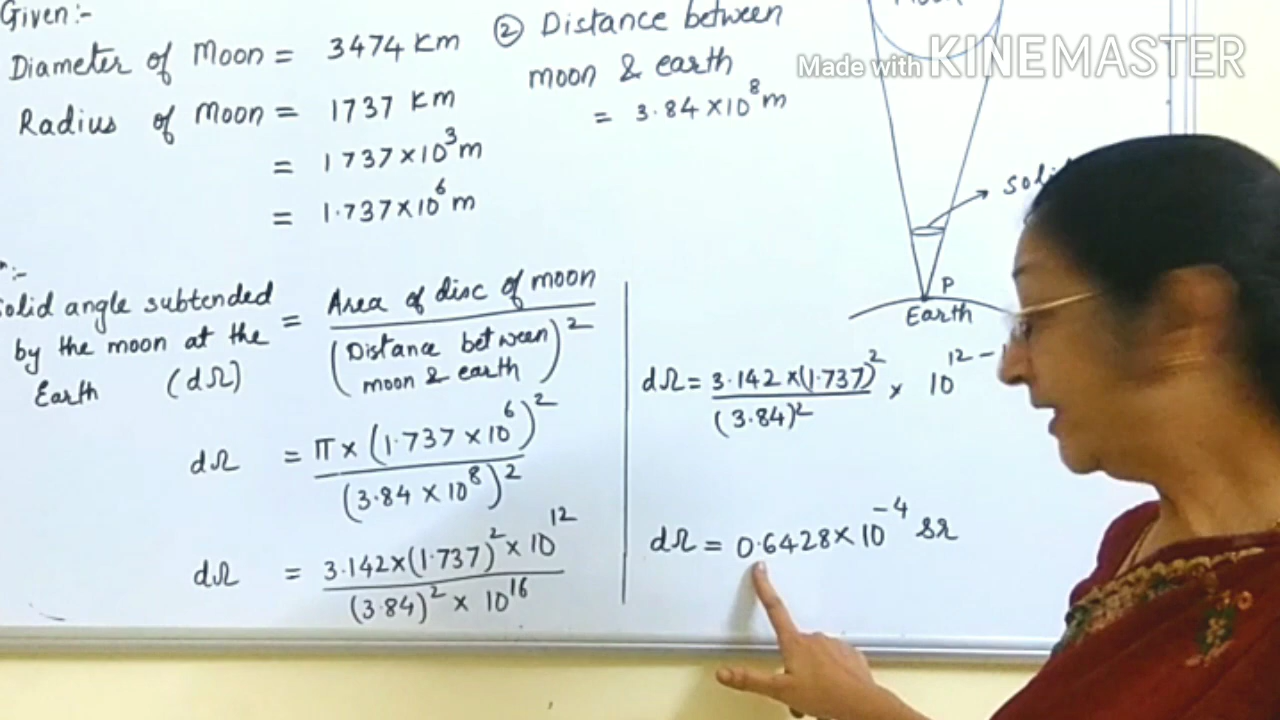 Given:-
Diameter of Moon = 3474 Km
Radius of Moon = 1737 Km
= 1737 × 10³ m
= 1.737 × 10⁶ m
② Distance between
moon & earth
= 3.84 × 10⁸ m
Made with KINEMASTER
P
Earth
:-
Solid angle subtended
by the moon at the
Earth (dΩ)
= Area of disc of moon
(Distance between
moon & earth)²
dΩ = π × (1.737 × 10⁶)²
(3.84 × 10⁸)²
dΩ = 3.142 × (1.737)² × 10¹²
(3.84)² × 10¹⁶
dΩ = 3.142 × (1.737)² × 10¹²⁻
(3.84)²
dΩ = 0.6428 × 10⁻⁴ sr